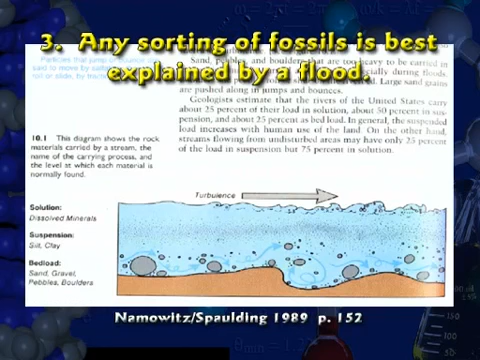 3. Any sorting of fossils is best
explained by a flood.
Sand, pebbles, and boulders that are too heavy to be carried in
during floods.
Large sand grains
are pushed along in jumps and bounces.
Geologists estimate that the rivers of the United States carry
about 25 percent of their load in solution, about 50 percent in sus-
pension, and about 25 percent as bed load. In general, the suspended
load increases with human use of the land. On the other hand,
streams flowing from undisturbed areas may have only 25 percent
of the load in suspension but 75 percent in solution.
10.1 This diagram shows the rock
materials carried by a stream, the
name of the carrying process, and
the level at which each material is
normally found.
Turbulence
Solution:
Dissolved Minerals
Suspension:
Silt, Clay
Bedload:
Sand, Gravel,
Pebbles, Boulders
Namowitz/Spaulding 1989 p. 152
150
100
50